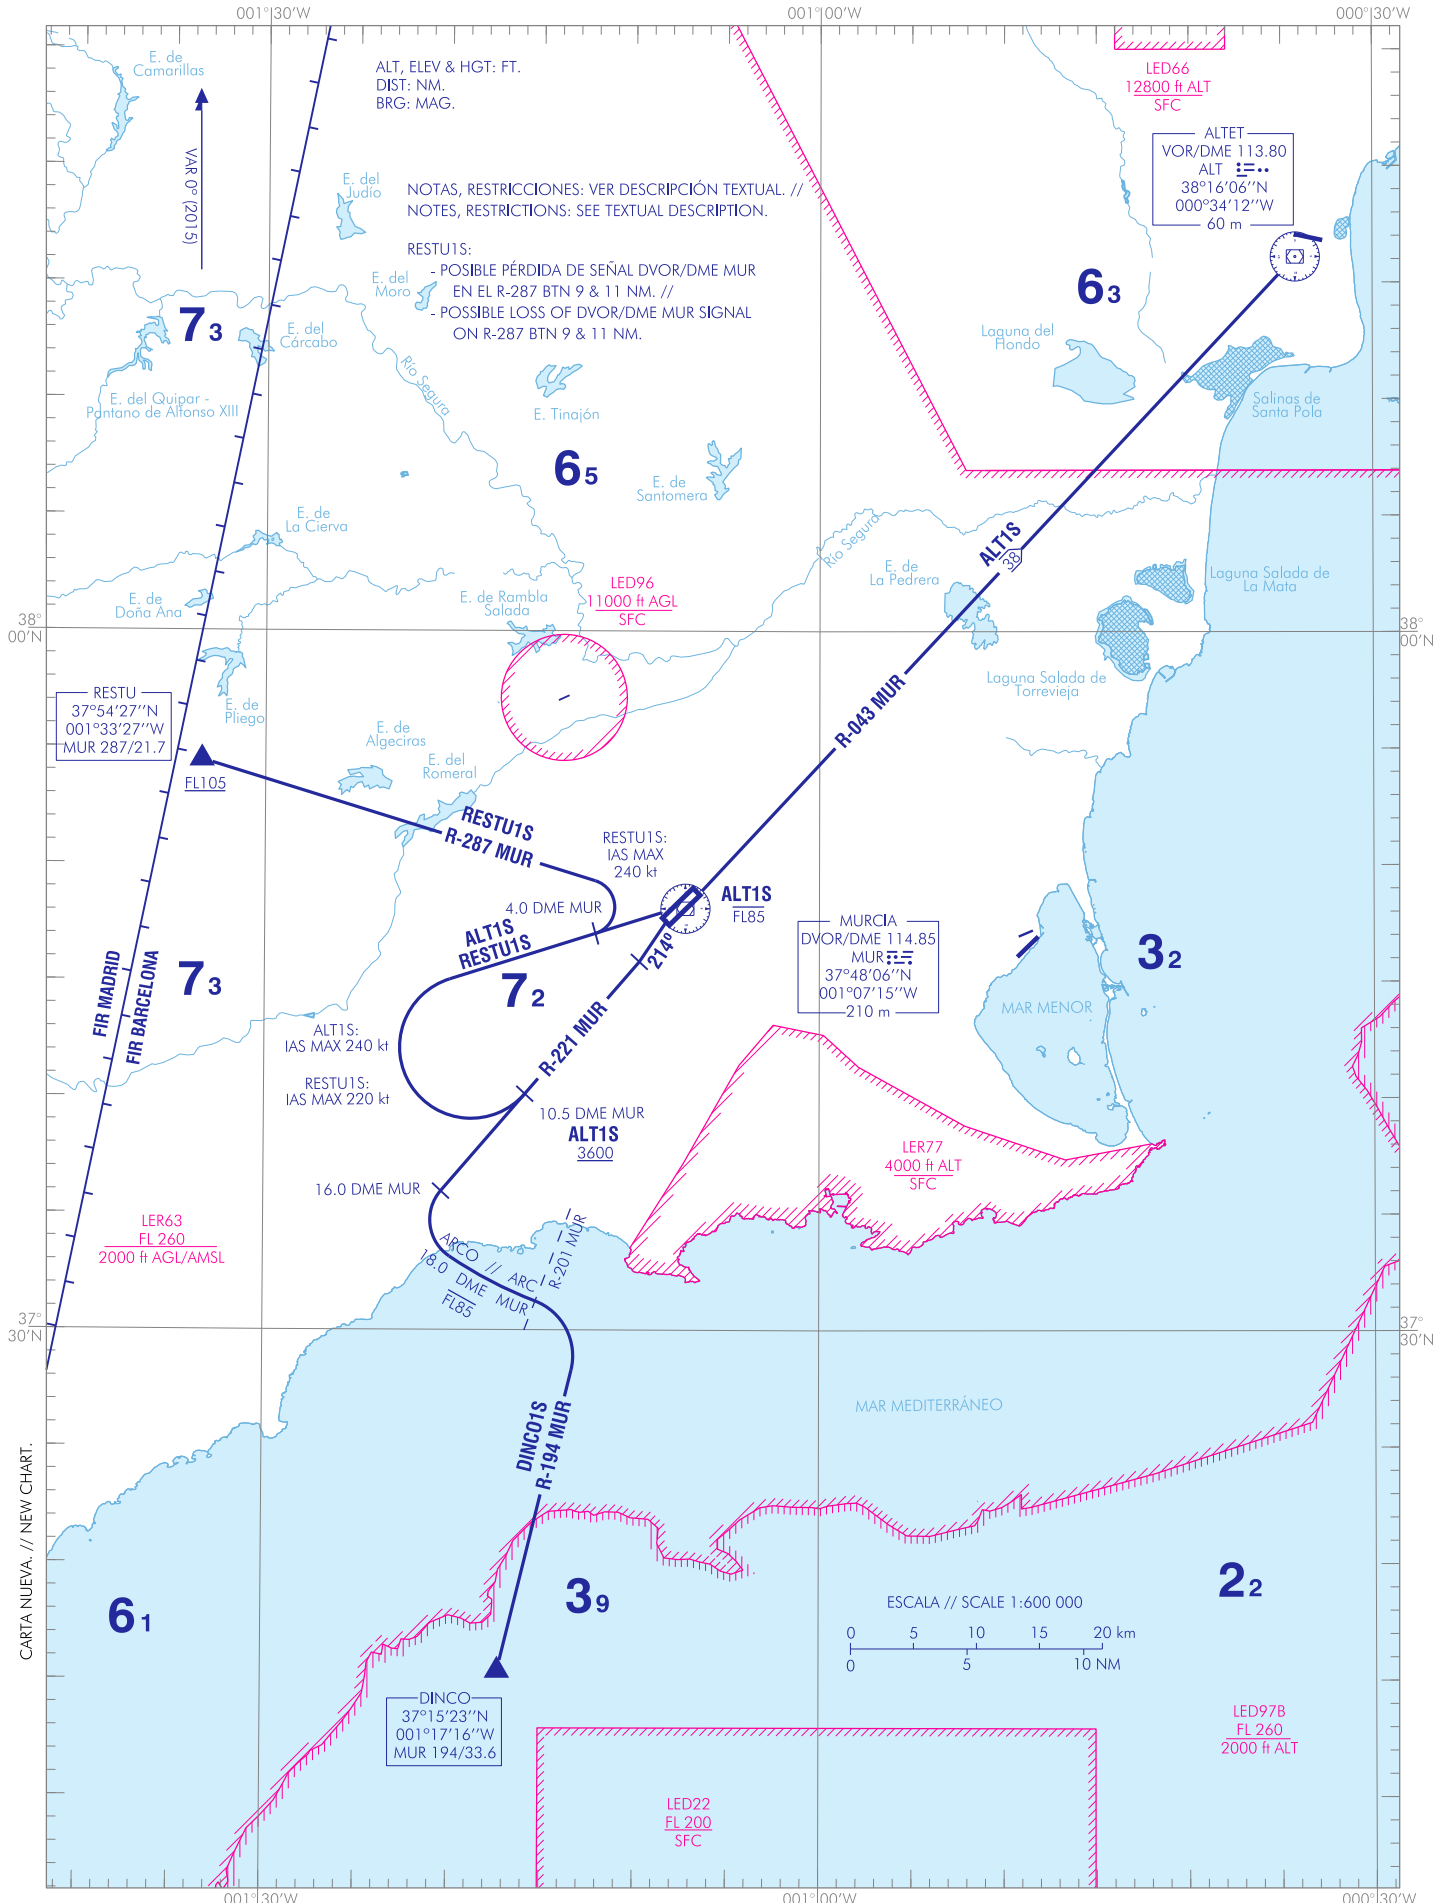 001°30'W
001°00'W
000°30'W
E. de
Camarillas
ALT, ELEV & HGT: FT.
DIST: NM.
BRG: MAG.
LED66
12800 ft ALT
SFC
VAR 0° (2015)
ALTET
VOR/DME 113.80
ALT
38°16'06''N
000°34'12''W
60 m
E. del
Judío
NOTAS, RESTRICCIONES: VER DESCRIPCIÓN TEXTUAL. //
NOTES, RESTRICTIONS: SEE TEXTUAL DESCRIPTION.
RESTU1S:
- POSIBLE PÉRDIDA DE SEÑAL DVOR/DME MUR
EN EL R-287 BTN 9 & 11 NM. //
- POSSIBLE LOSS OF DVOR/DME MUR SIGNAL
ON R-287 BTN 9 & 11 NM.
E. del
Moro
63
73
E. del
Cárcabo
Laguna del
Hondo
Río Segura
E. del Quipar -
Pantano de Alfonso XIII
E. Tinajón
Salinas de
Santa Pola
65
E. de
Santomera
E. de
La Cierva
Río Segura
ALT1S
38
E. de
La Pedrera
Laguna Salada de
La Mata
E. de
Doña Ana
E. de Rambla
Salada
LED96
11000 ft AGL
SFC
38°
00'N
38°
00'N
Laguna Salada de
Torrevieja
RESTU
37°54'27''N
001°33'27''W
MUR 287/21.7
E. de
Pliego
R-043 MUR
E. de
Algeciras
E. del
Romeral
FL105
RESTU1S
R-287 MUR
RESTU1S:
IAS MAX
240 kt
ALT1S
FL85
4.0 DME MUR
ALT1S
RESTU1S
214°
MURCIA
DVOR/DME 114.85
MUR
37°48'06''N
001°07'15''W
210 m
32
FIR MADRID
FIR BARCELONA
73
72
MAR MENOR
ALT1S:
IAS MAX 240 kt
R-221 MUR
RESTU1S:
IAS MAX 220 kt
10.5 DME MUR
ALT1S
3600
LER77
4000 ft ALT
SFC
16.0 DME MUR
LER63
FL 260
2000 ft AGL/AMSL
ARCO // ARC
18.0 DME MUR
FL85
R-201 MUR
37°
30'N
37°
30'N
MAR MEDITERRÁNEO
DINCO1S
R-194 MUR
CARTA NUEVA. // NEW CHART.
61
39
22
ESCALA // SCALE 1:600 000
0 5 10 15 20 km
0 5 10 NM
DINCO
37°15'23''N
001°17'16''W
MUR 194/33.6
LED97B
FL 260
2000 ft ALT
LED22
FL 200
SFC
001°30'W
001°00'W
000°30'W